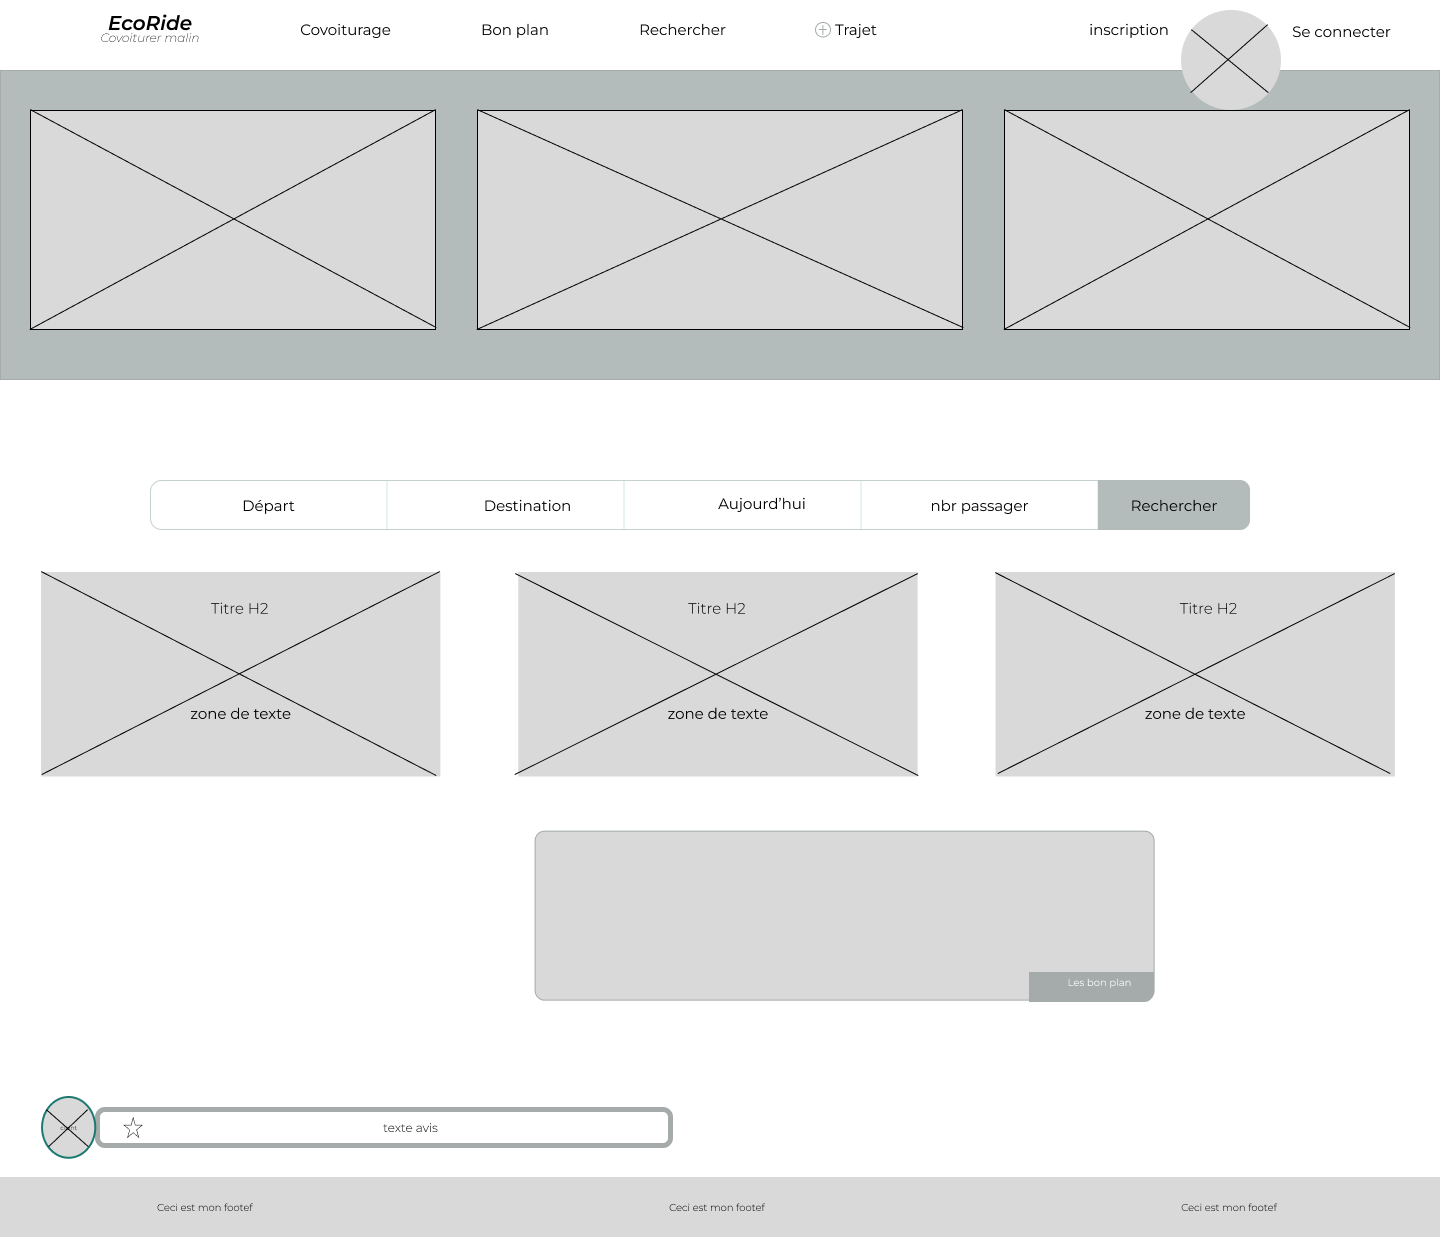 EcoRide
Covoiturer malin
Covoiturage
Bon plan
Rechercher
Trajet
inscription
Se connecter
Départ
Destination
Aujourd’hui
nbr passager
Rechercher
Titre H2
Titre H2
Titre H2
zone de texte
zone de texte
zone de texte
Les bon plan
texte avis
Ceci est mon footef
Ceci est mon footef
Ceci est mon footef